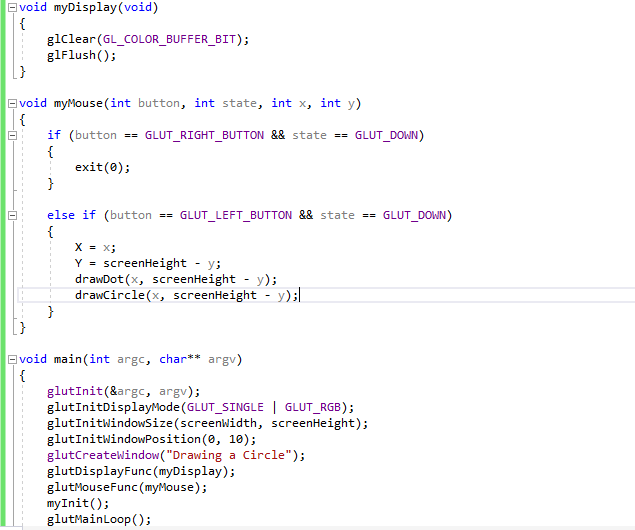 void myDisplay(void)
{
glClear(GL_COLOR_BUFFER_BIT);
glFlush();
}
void myMouse(int button, int state, int x, int y)
{
if (button == GLUT_RIGHT_BUTTON && state == GLUT_DOWN)
{
exit(0);
}
else if (button == GLUT_LEFT_BUTTON && state == GLUT_DOWN)
{
X = x;
Y = screenHeight - y;
drawDot(x, screenHeight - y);
drawCircle(x, screenHeight - y);
}
}
void main(int argc, char** argv)
{
glutInit(&argc, argv);
glutInitDisplayMode(GLUT_SINGLE | GLUT_RGB);
glutInitWindowSize(screenWidth, screenHeight);
glutInitWindowPosition(0, 10);
glutCreateWindow("Drawing a Circle");
glutDisplayFunc(myDisplay);
glutMouseFunc(myMouse);
myInit();
glutMainLoop();